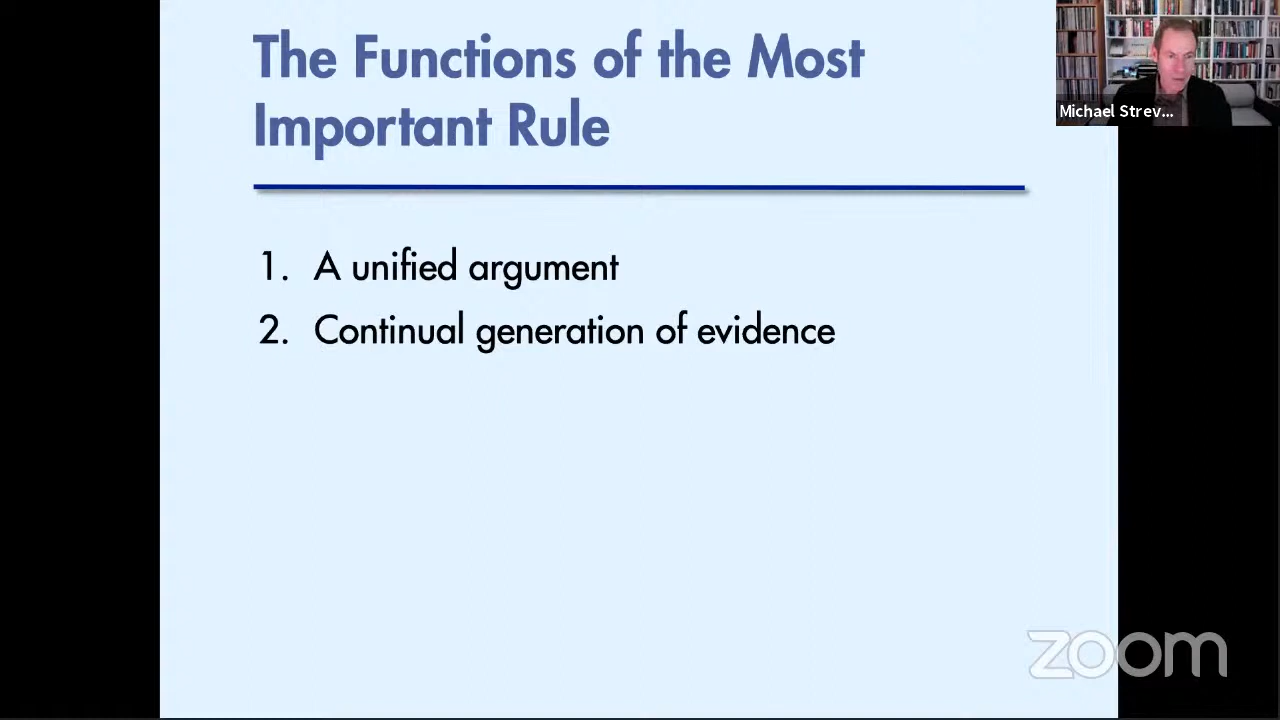 The Functions of the Most
Important Rule
Michael Strev...
1. A unified argument
2. Continual generation of evidence
zoom